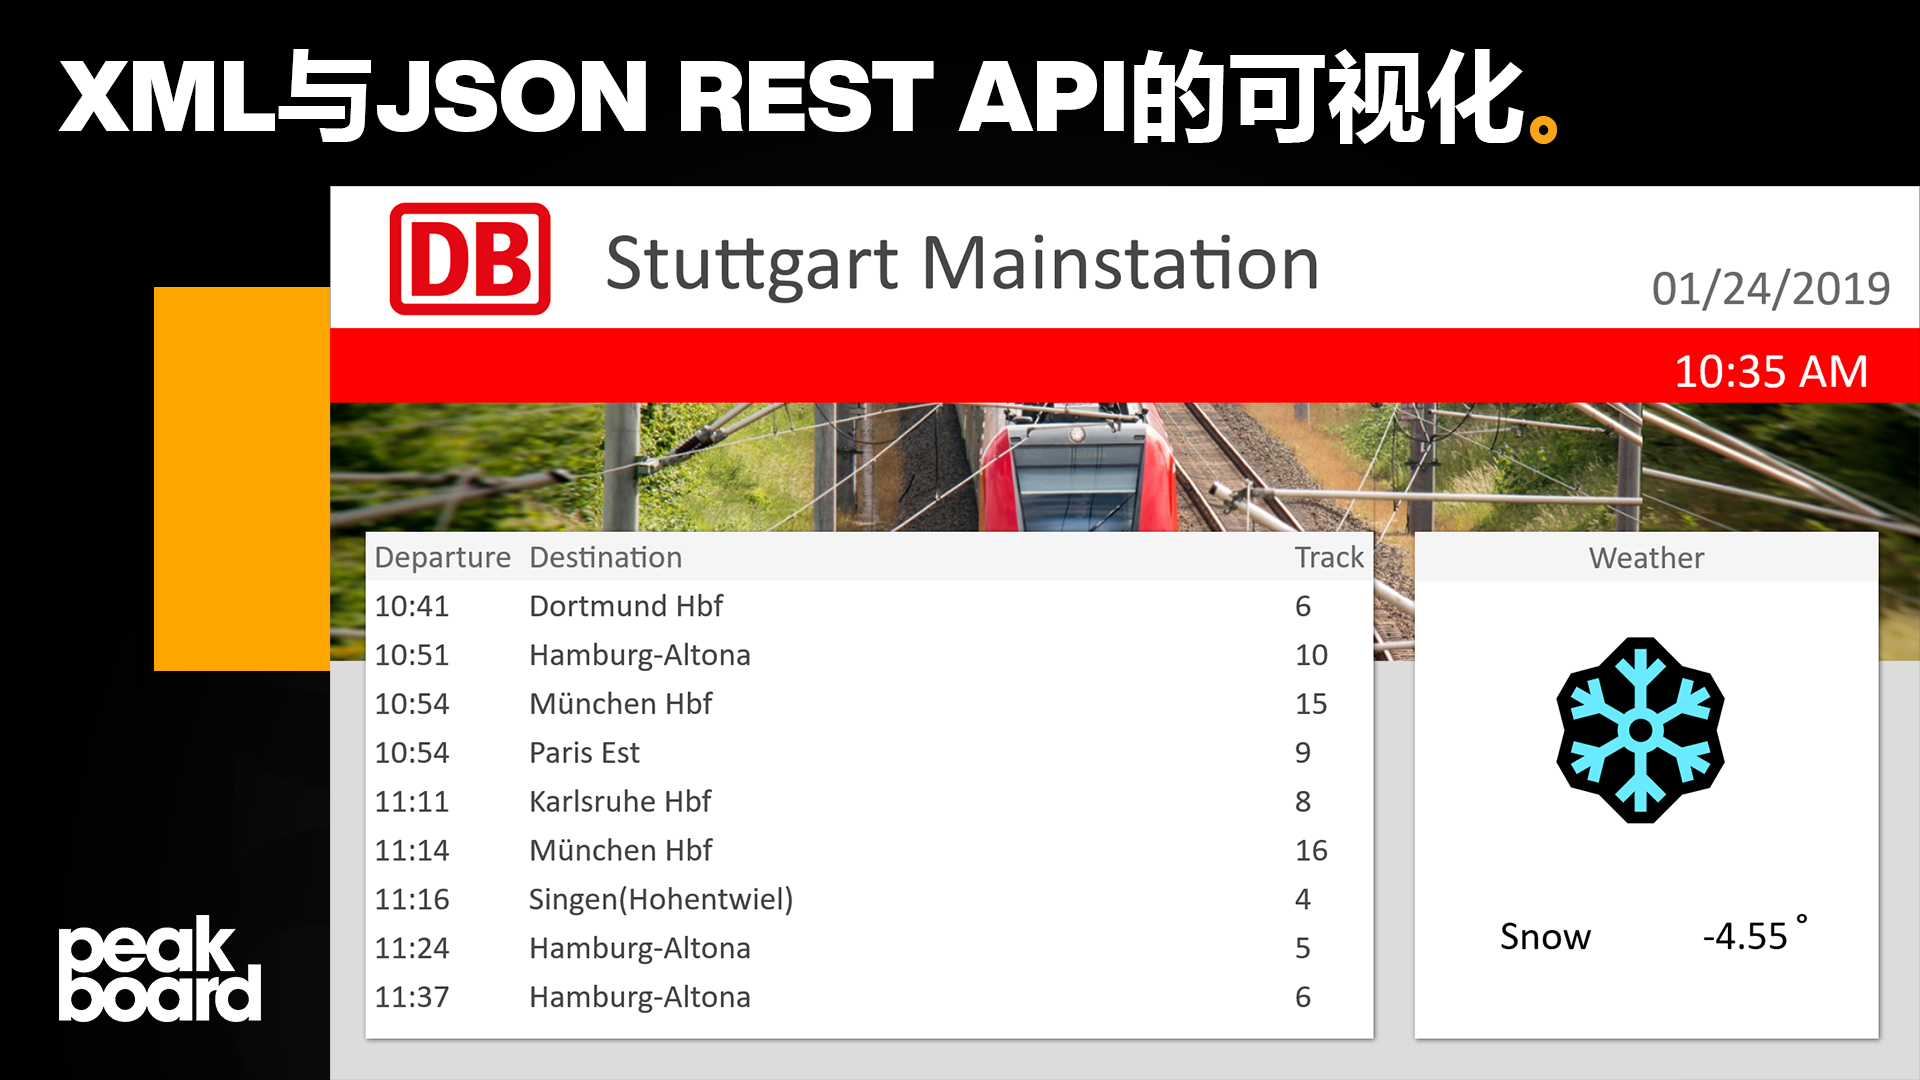 XML与JSON REST API的可视化。
DB
Stuttgart Mainstation
01/24/2019
10:35 AM
Departure Destination Track
10:41 Dortmund Hbf 6
10:51 Hamburg-Altona 10
10:54 München Hbf 15
10:54 Paris Est 9
11:11 Karlsruhe Hbf 8
11:14 München Hbf 16
11:16 Singen(Hohentwiel) 4
11:24 Hamburg-Altona 5
11:37 Hamburg-Altona 6
Weather
Snow -4.55°
peak
board